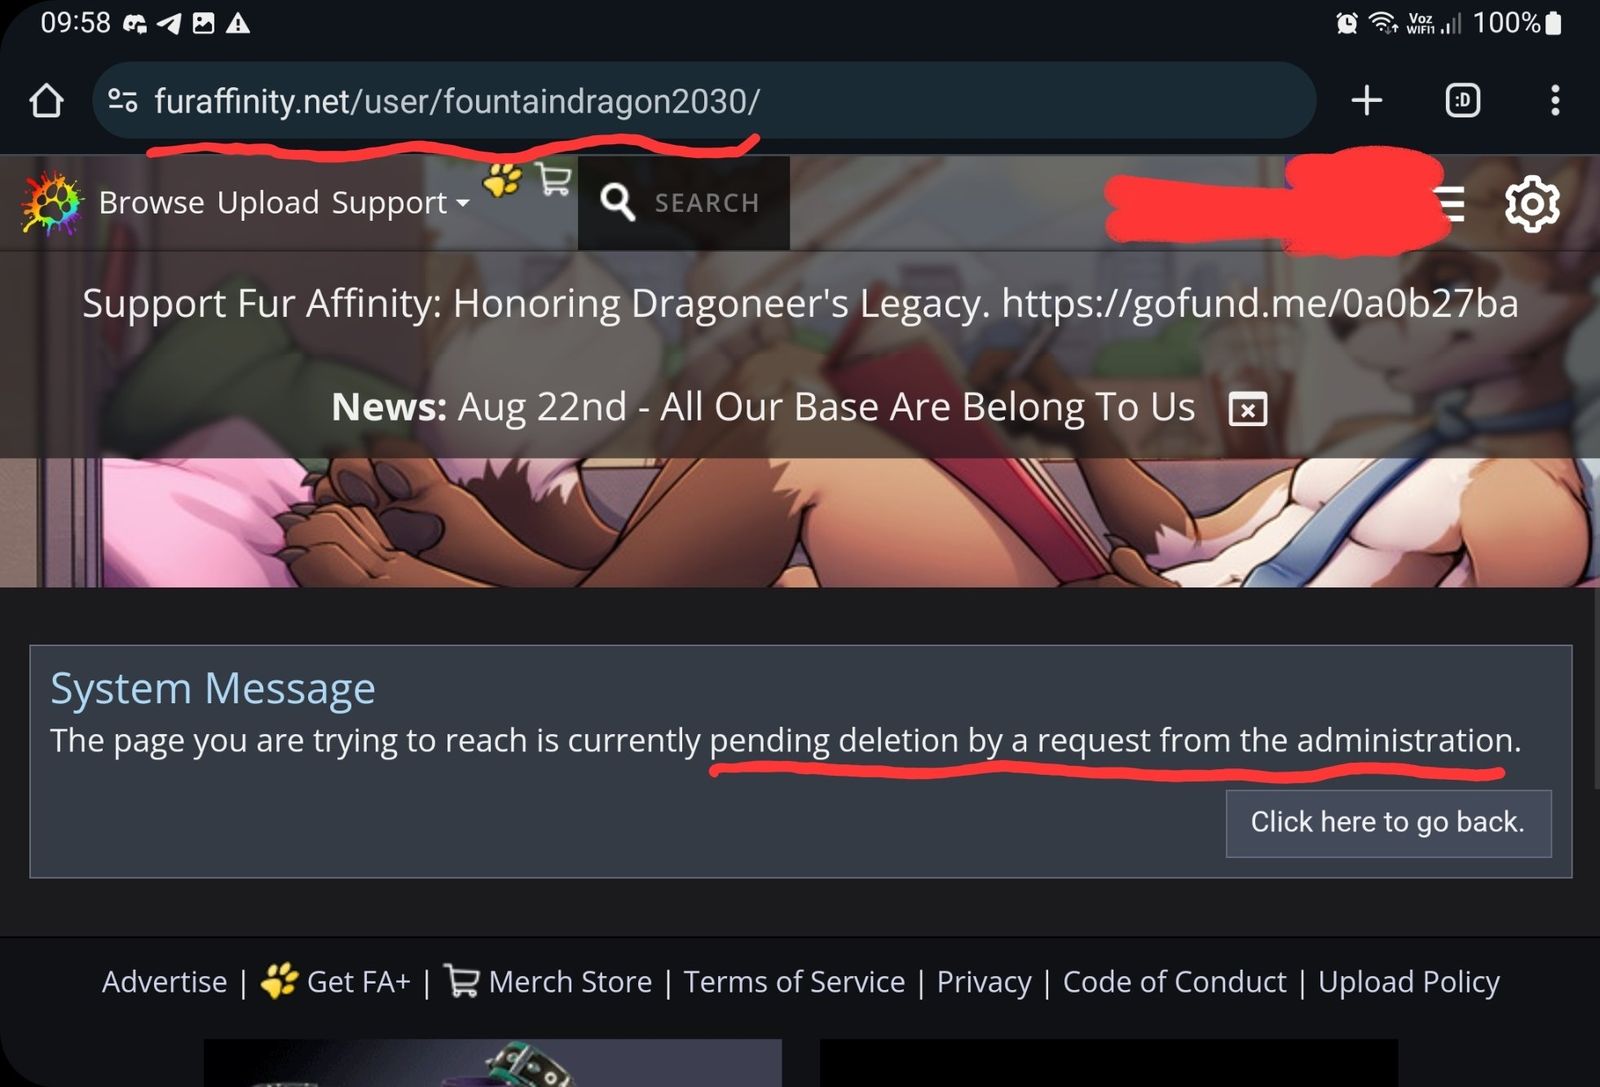 09:58
Voz
WIFI1
100%
furaffinity.net/user/fountaindragon2030/
:D
Browse Upload Support
SEARCH
Support Fur Affinity: Honoring Dragoneer's Legacy. https://gofund.me/0a0b27ba
News: Aug 22nd - All Our Base Are Belong To Us
System Message
The page you are trying to reach is currently pending deletion by a request from the administration.
Click here to go back.
Advertise | Get FA+ | Merch Store | Terms of Service | Privacy | Code of Conduct | Upload Policy